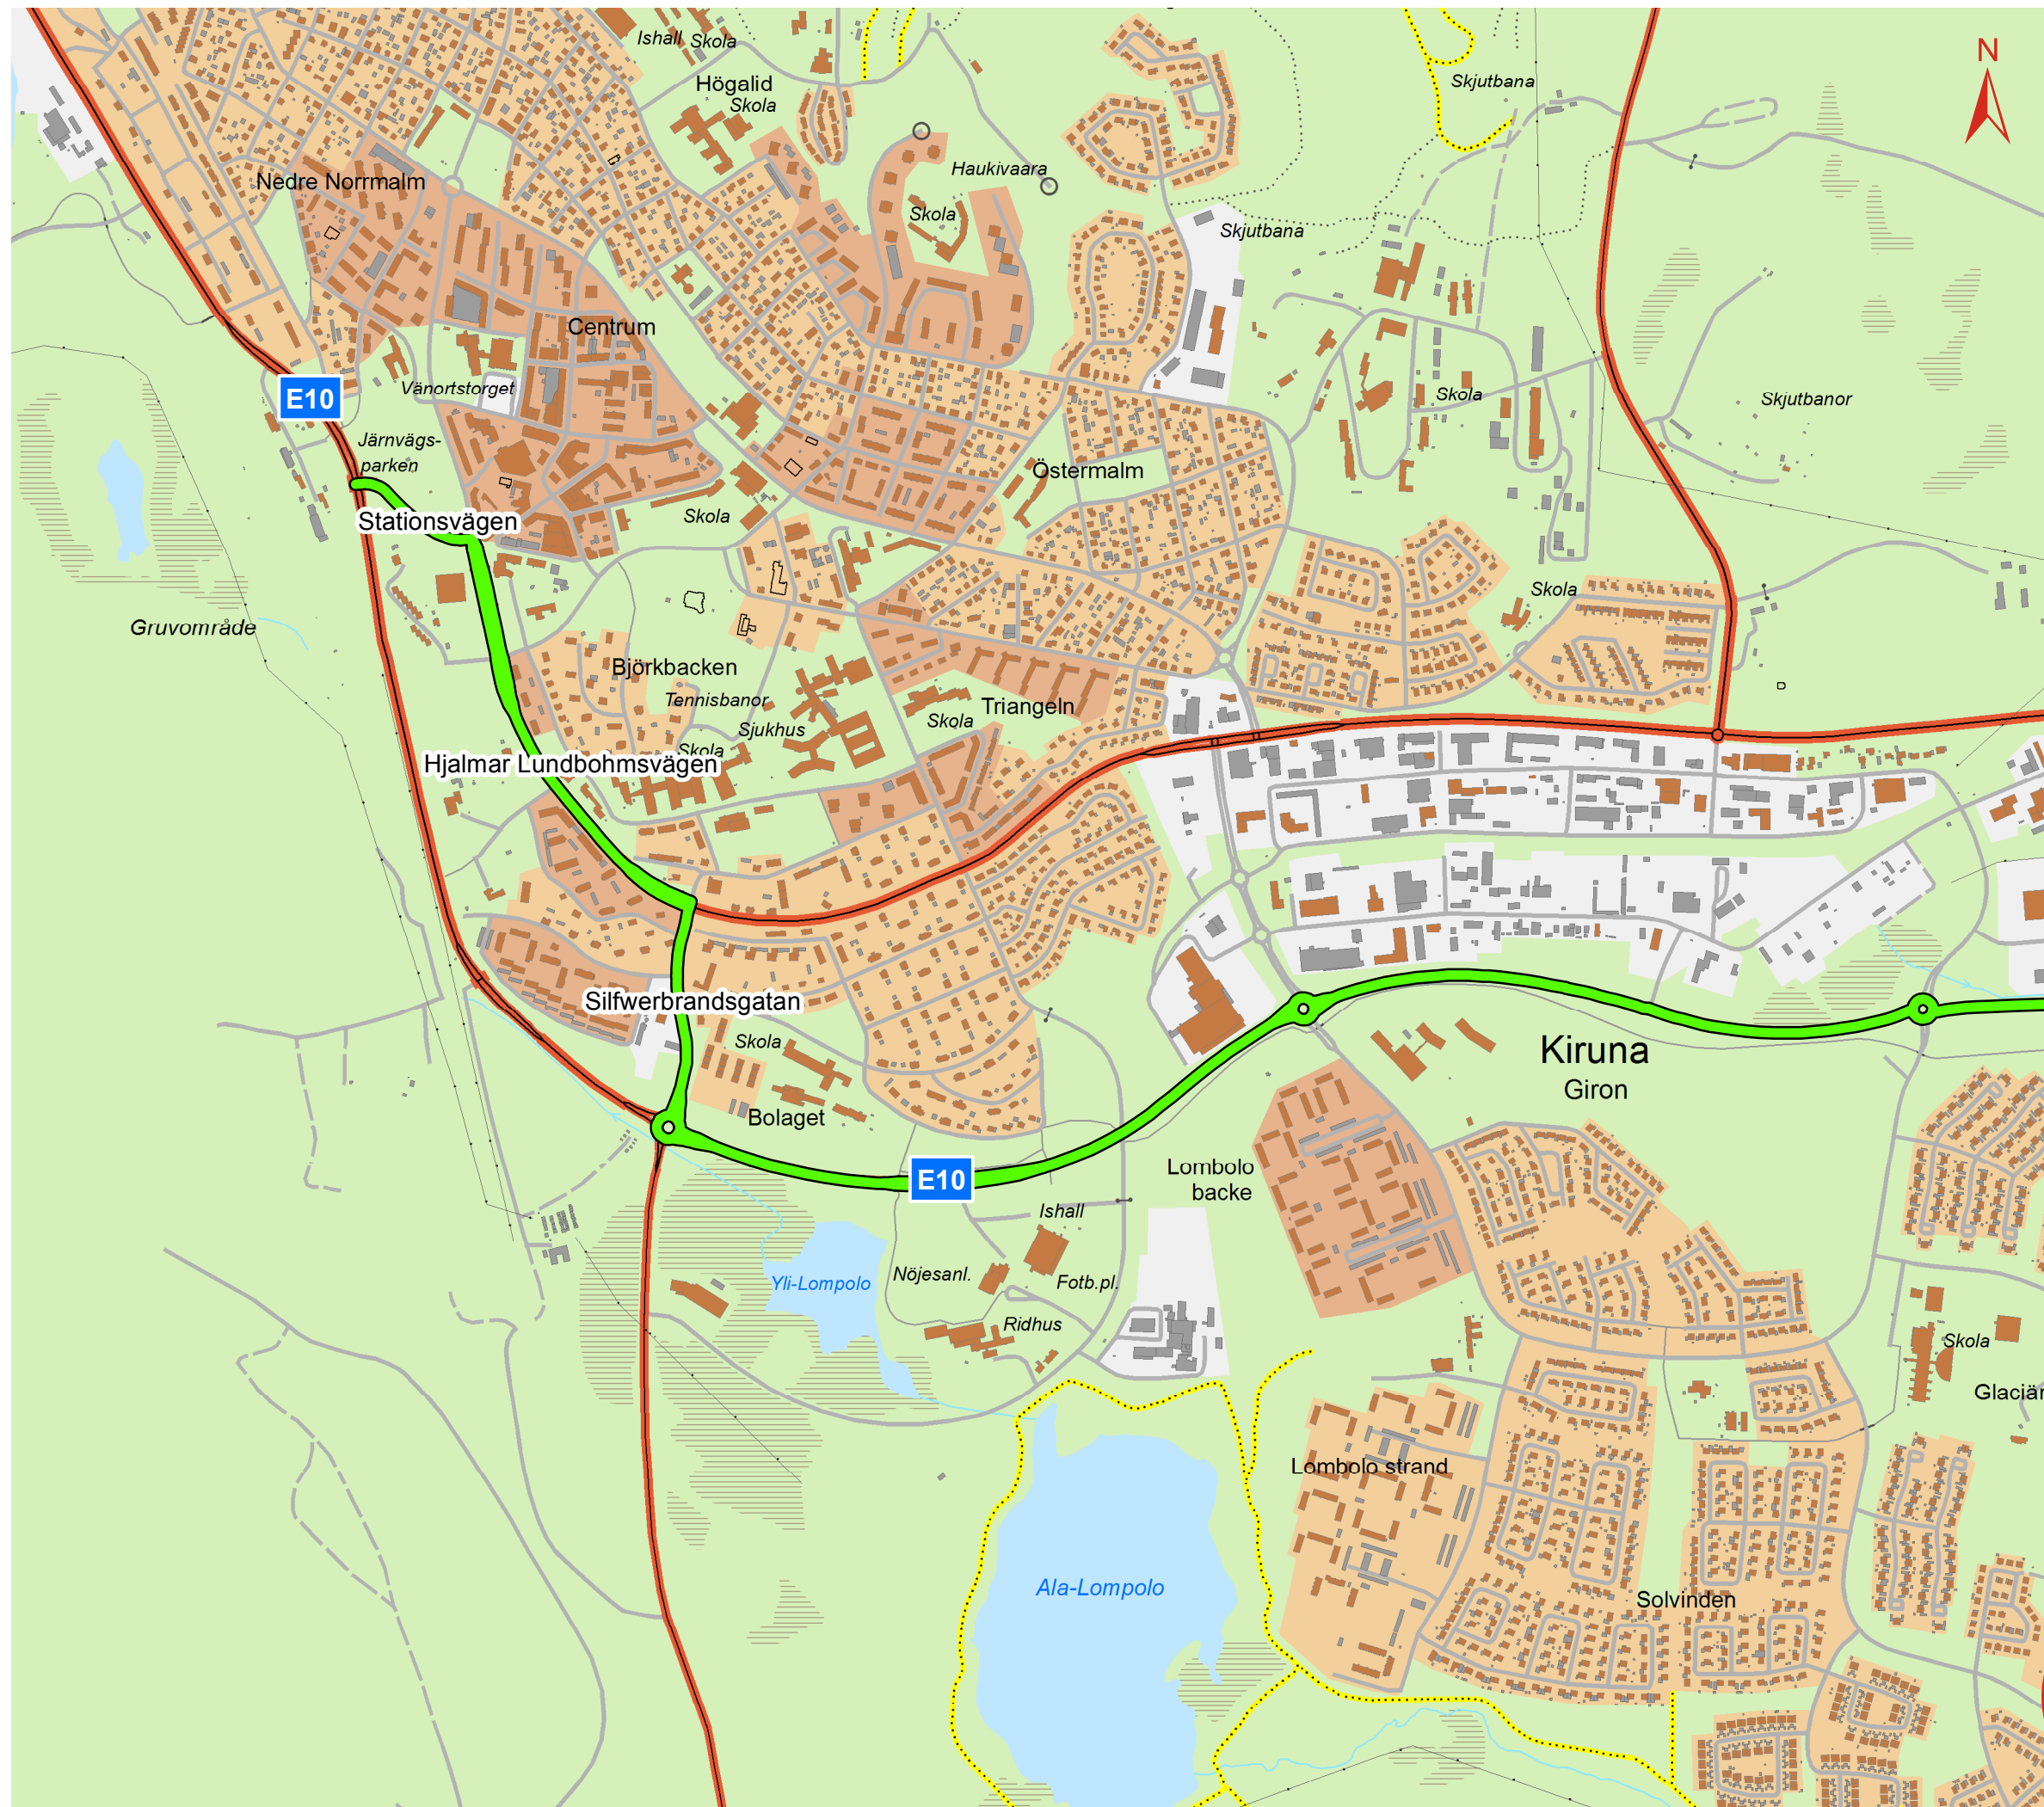 Ishall
Skola
N
Högalid
Skola
Skjutbana
Haukivaara
Nedre Norrmalm
Skola
Skjutbana
Centrum
Vänortstorget
E10
Skola
Skjutbanor
Järnvägs-
parken
Östermalm
Stationsvägen
Skola
Skola
Gruvområde
Björkbacken
Tennisbanor
Triangeln
Skola
Sjukhus
Skola
Hjalmar Lundbohmsvägen
Silfwerbrandsgatan
Skola
Kiruna
Giron
Bolaget
Lombolo
backe
E10
Ishall
Nöjesanl.
Fotb.pl.
Yli-Lompolo
Ridhus
Skola
Glaciär
Lombolo strand
Ala-Lompolo
Solvinden